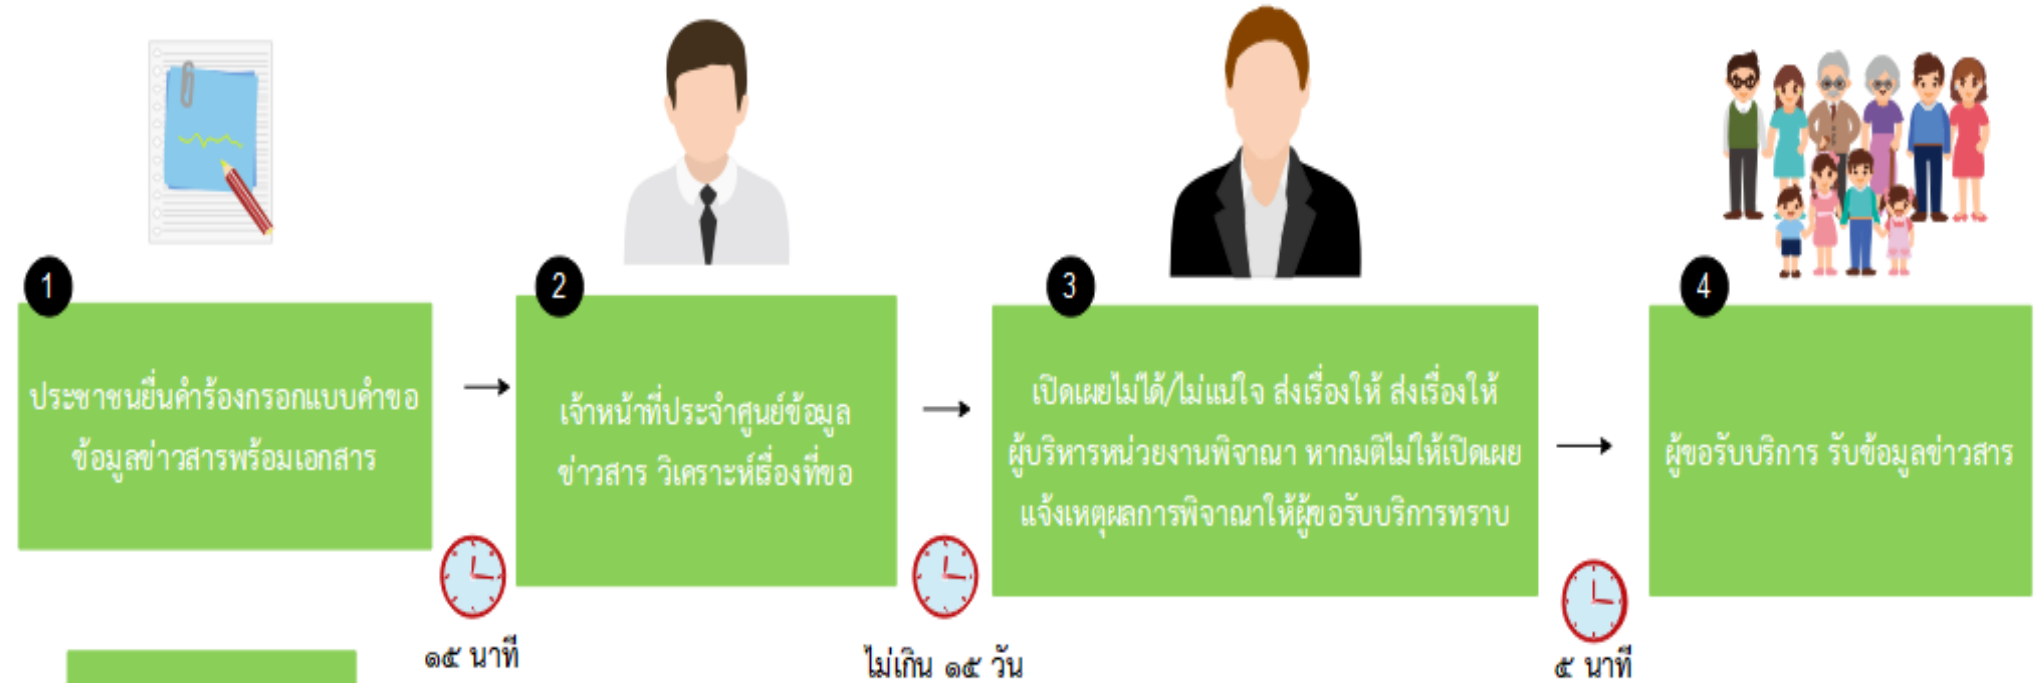 1
ประชาชนยื่นคำร้องกรอกแบบคำขอ
ข้อมูลข่าวสารพร้อมเอกสาร
๑๕ นาที
2
เจ้าหน้าที่ประจำศูนย์ข้อมูล
ข่าวสาร วิเคราะห์เรื่องที่ขอ
ไม่เกิน ๑๕ วัน
3
เปิดเผยไม่ได้/ไม่แน่ใจ ส่งเรื่องให้ ส่งเรื่องให้
ผู้บริหารหน่วยงานพิจาณา หากมติไม่ให้เปิดเผย
แจ้งเหตุผลการพิจาณาให้ผู้ขอรับบริการทราบ
๕ นาที
4
ผู้ขอรับบริการ รับข้อมูลข่าวสาร